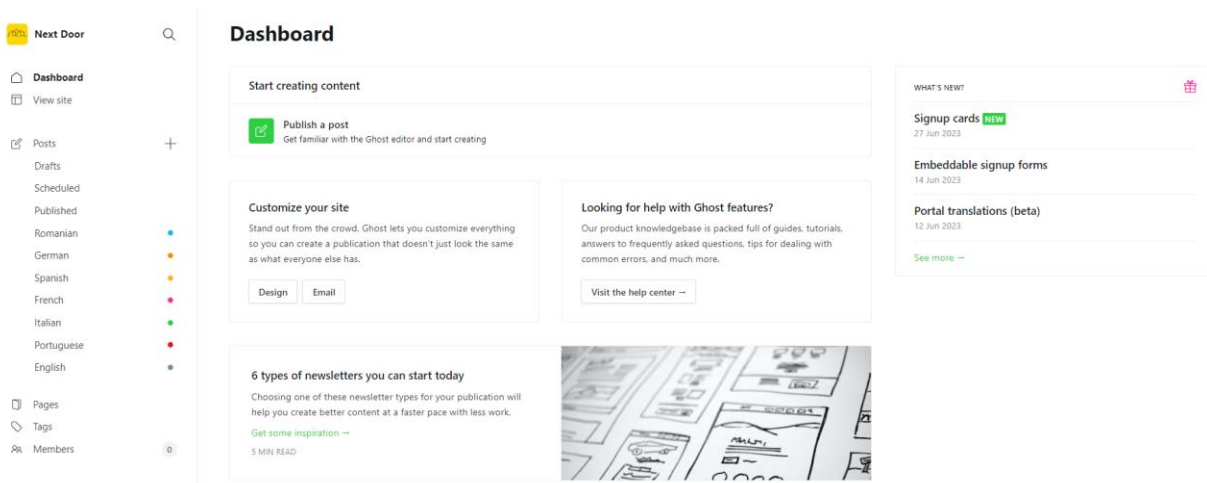 Next Door
Dashboard
View site
Posts
Drafts
Scheduled
Published
Romanian
German
Spanish
French
Italian
Portuguese
English
Pages
Tags
Members
0
Dashboard
Start creating content
Publish a post
Get familiar with the Ghost editor and start creating
Customize your site
Stand out from the crowd. Ghost lets you customize everything
so you can create a publication that doesn't just look the same
as what everyone else has.
Design Email
Looking for help with Ghost features?
Our product knowledgebase is packed full of guides, tutorials,
answers to frequently asked questions, tips for dealing with
common errors, and much more.
Visit the help center →
6 types of newsletters you can start today
Choosing one of these newsletter types for your publication will
help you create better content at a faster pace with less work.
Get some inspiration →
5 MIN READ
WHAT'S NEW?
Signup cards NEW
27 Jun 2023
Embeddable signup forms
14 Jun 2023
Portal translations (beta)
12 Jun 2023
See more →